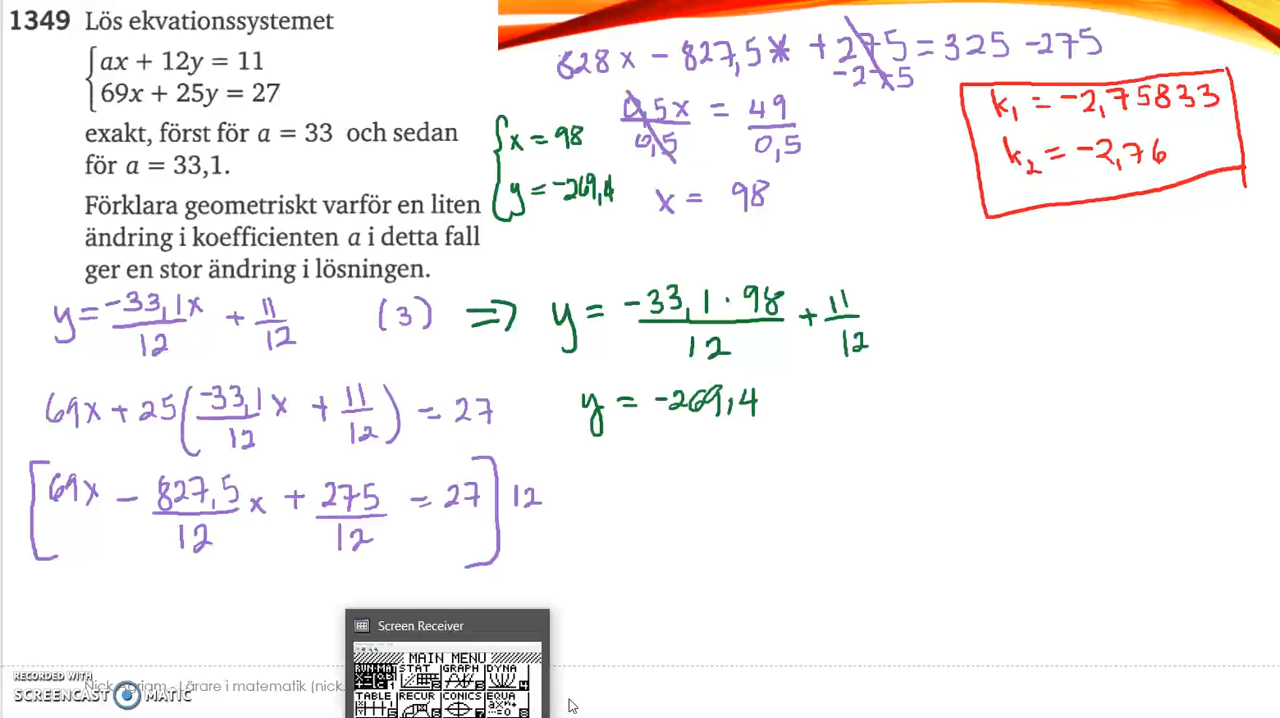 1349 Lös ekvationssystemet
ax + 12y = 11
69x + 25y = 27
exakt, först för a = 33 och sedan
för a = 33,1.
Förklara geometriskt varför en liten
ändring i koefficienten a i detta fall
ger en stor ändring i lösningen.
828x - 827,5x + 275 = 325 - 275
-275
0,5x / 0,5 = 49 / 0,5
x = 98
{ x = 98
y = -269,4
k₁ = -2,75833
k₂ = -2,76
y = -33,1x / 12 + 11/12 (3) ⇒ y = -33,1 · 98 / 12 + 11/12
y = -269,4
69x + 25( -33,1x / 12 + 11/12 ) = 27
[ 69x - 827,5/12 x + 275/12 = 27 ] 12
Screen Receiver
MAIN MENU
STAT GRAPH DYNA
TABLE RECUR CONICS EQUA
RECORDED WITH
SCREENCAST MATIC
Lärare i matematik (nick.